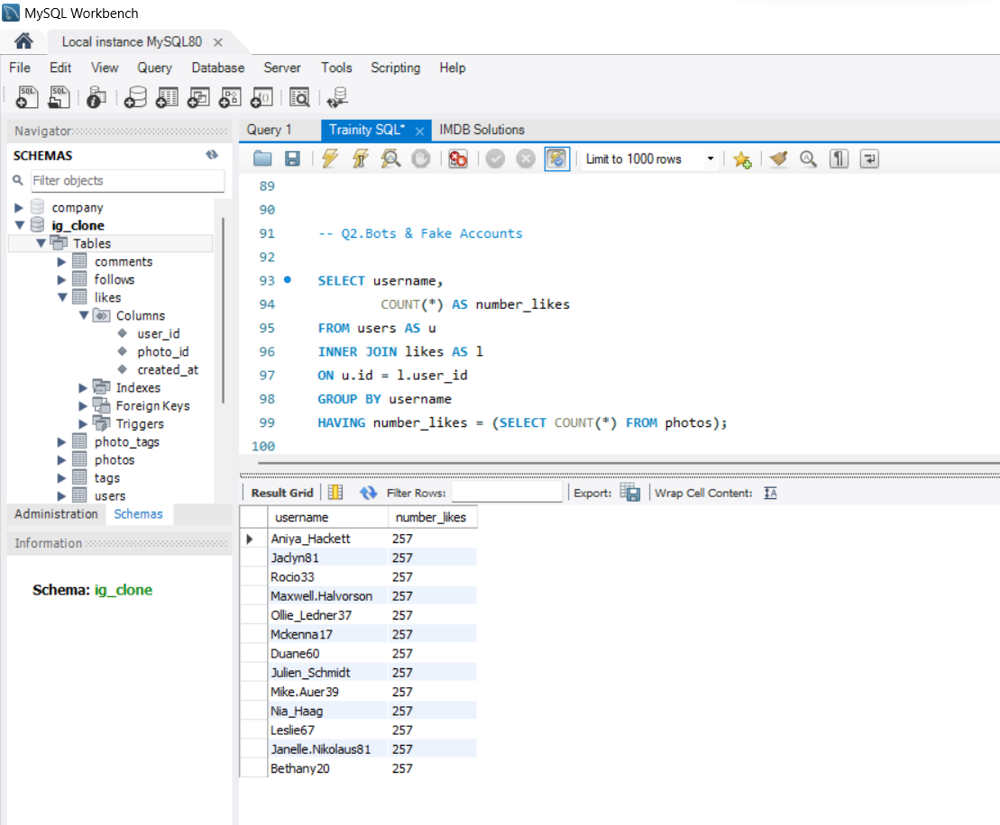 MySQL Workbench
Local instance MySQL80
File Edit View Query Database Server Tools Scripting Help
SQL SQL
Navigator
SCHEMAS
Filter objects
company
ig_clone
Tables
comments
follows
likes
Columns
user_id
photo_id
created_at
Indexes
Foreign Keys
Triggers
photo_tags
photos
tags
users
Administration Schemas
Information
Schema: ig_clone
Query 1 Trainity SQL* IMDB Solutions
Limit to 1000 rows
89
90
91 -- Q2.Bots & Fake Accounts
92
93 SELECT username,
94 COUNT(*) AS number_likes
95 FROM users AS u
96 INNER JOIN likes AS l
97 ON u.id = l.user_id
98 GROUP BY username
99 HAVING number_likes = (SELECT COUNT(*) FROM photos);
100
Result Grid Filter Rows: Export: Wrap Cell Content:
username number_likes
Aniya_Hackett 257
Jaclyn81 257
Rocio33 257
Maxwell.Halvorson 257
Ollie_Ledner37 257
Mckenna17 257
Duane60 257
Julien_Schmidt 257
Mike.Auer39 257
Nia_Haag 257
Leslie67 257
Janelle.Nikolaus81 257
Bethany20 257